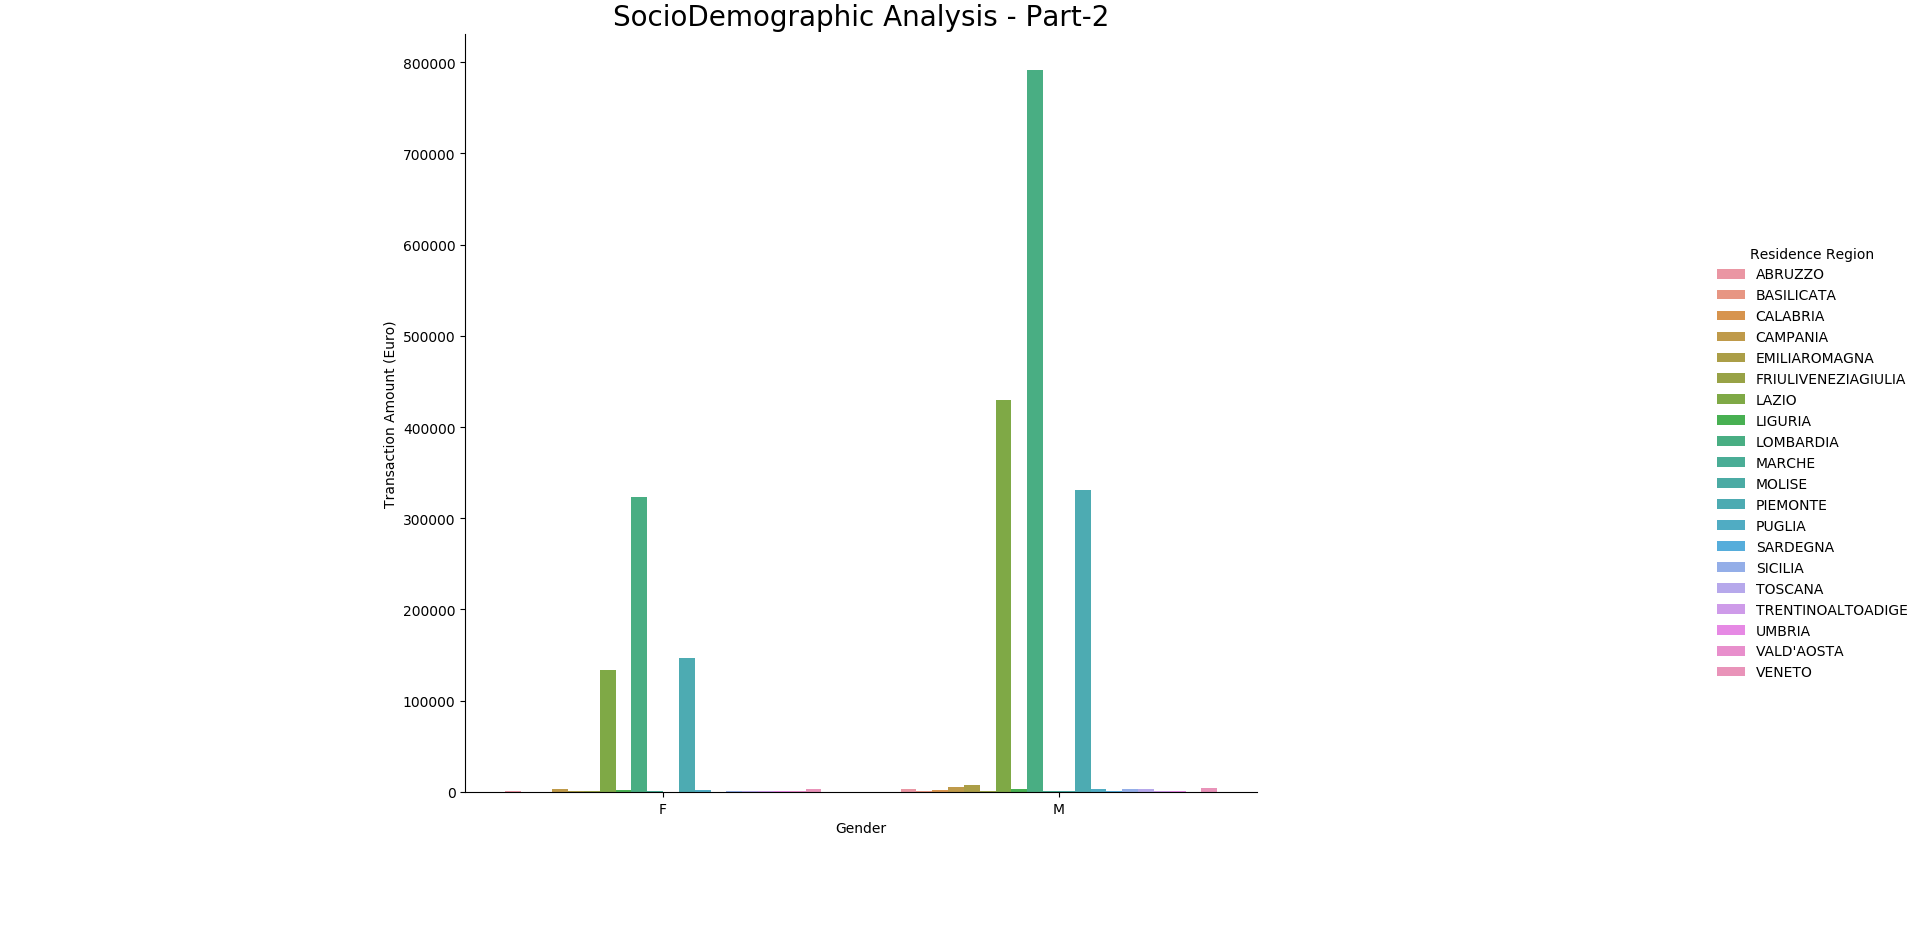 SocioDemographic Analysis - Part-2
800000
700000
600000
500000
400000
300000
200000
100000
0
Transaction Amount (Euro)
F
M
Gender
Residence Region
ABRUZZO
BASILICATA
CALABRIA
CAMPANIA
EMILIAROMAGNA
FRIULIVENEZIAGIULIA
LAZIO
LIGURIA
LOMBARDIA
MARCHE
MOLISE
PIEMONTE
PUGLIA
SARDEGNA
SICILIA
TOSCANA
TRENTINOALTOADIGE
UMBRIA
VALD'AOSTA
VENETO